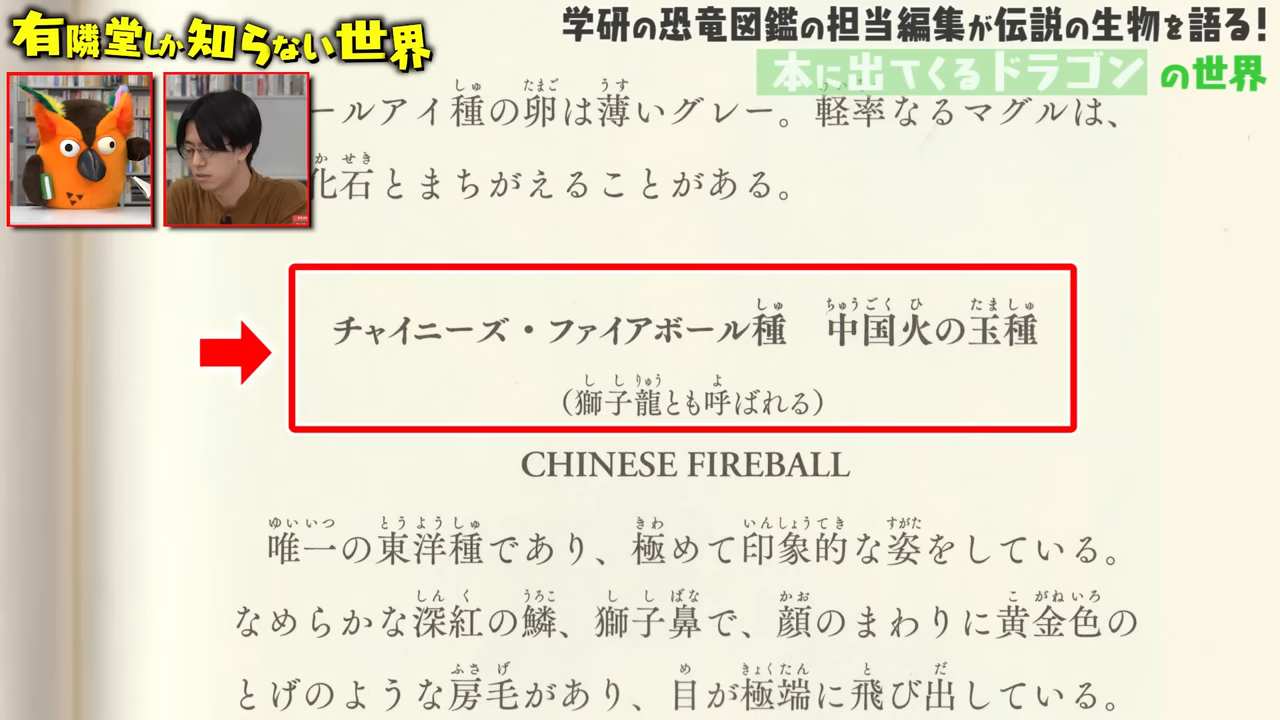 有隣堂しか知らない世界
学研の恐竜図鑑の担当編集が伝説の生物を語る！
本に出てくるドラゴンの世界
ールアイ種の卵は薄いグレー。軽率なるマグルは、
化石とまちがえることがある。
チャイニーズ・ファイアボール種　中国火の玉種
（獅子龍とも呼ばれる）
CHINESE FIREBALL
唯一の東洋種であり、極めて印象的な姿をしている。
なめらかな深紅の鱗、獅子鼻で、顔のまわりに黄金色の
とげのような房毛があり、目が極端に飛び出している。